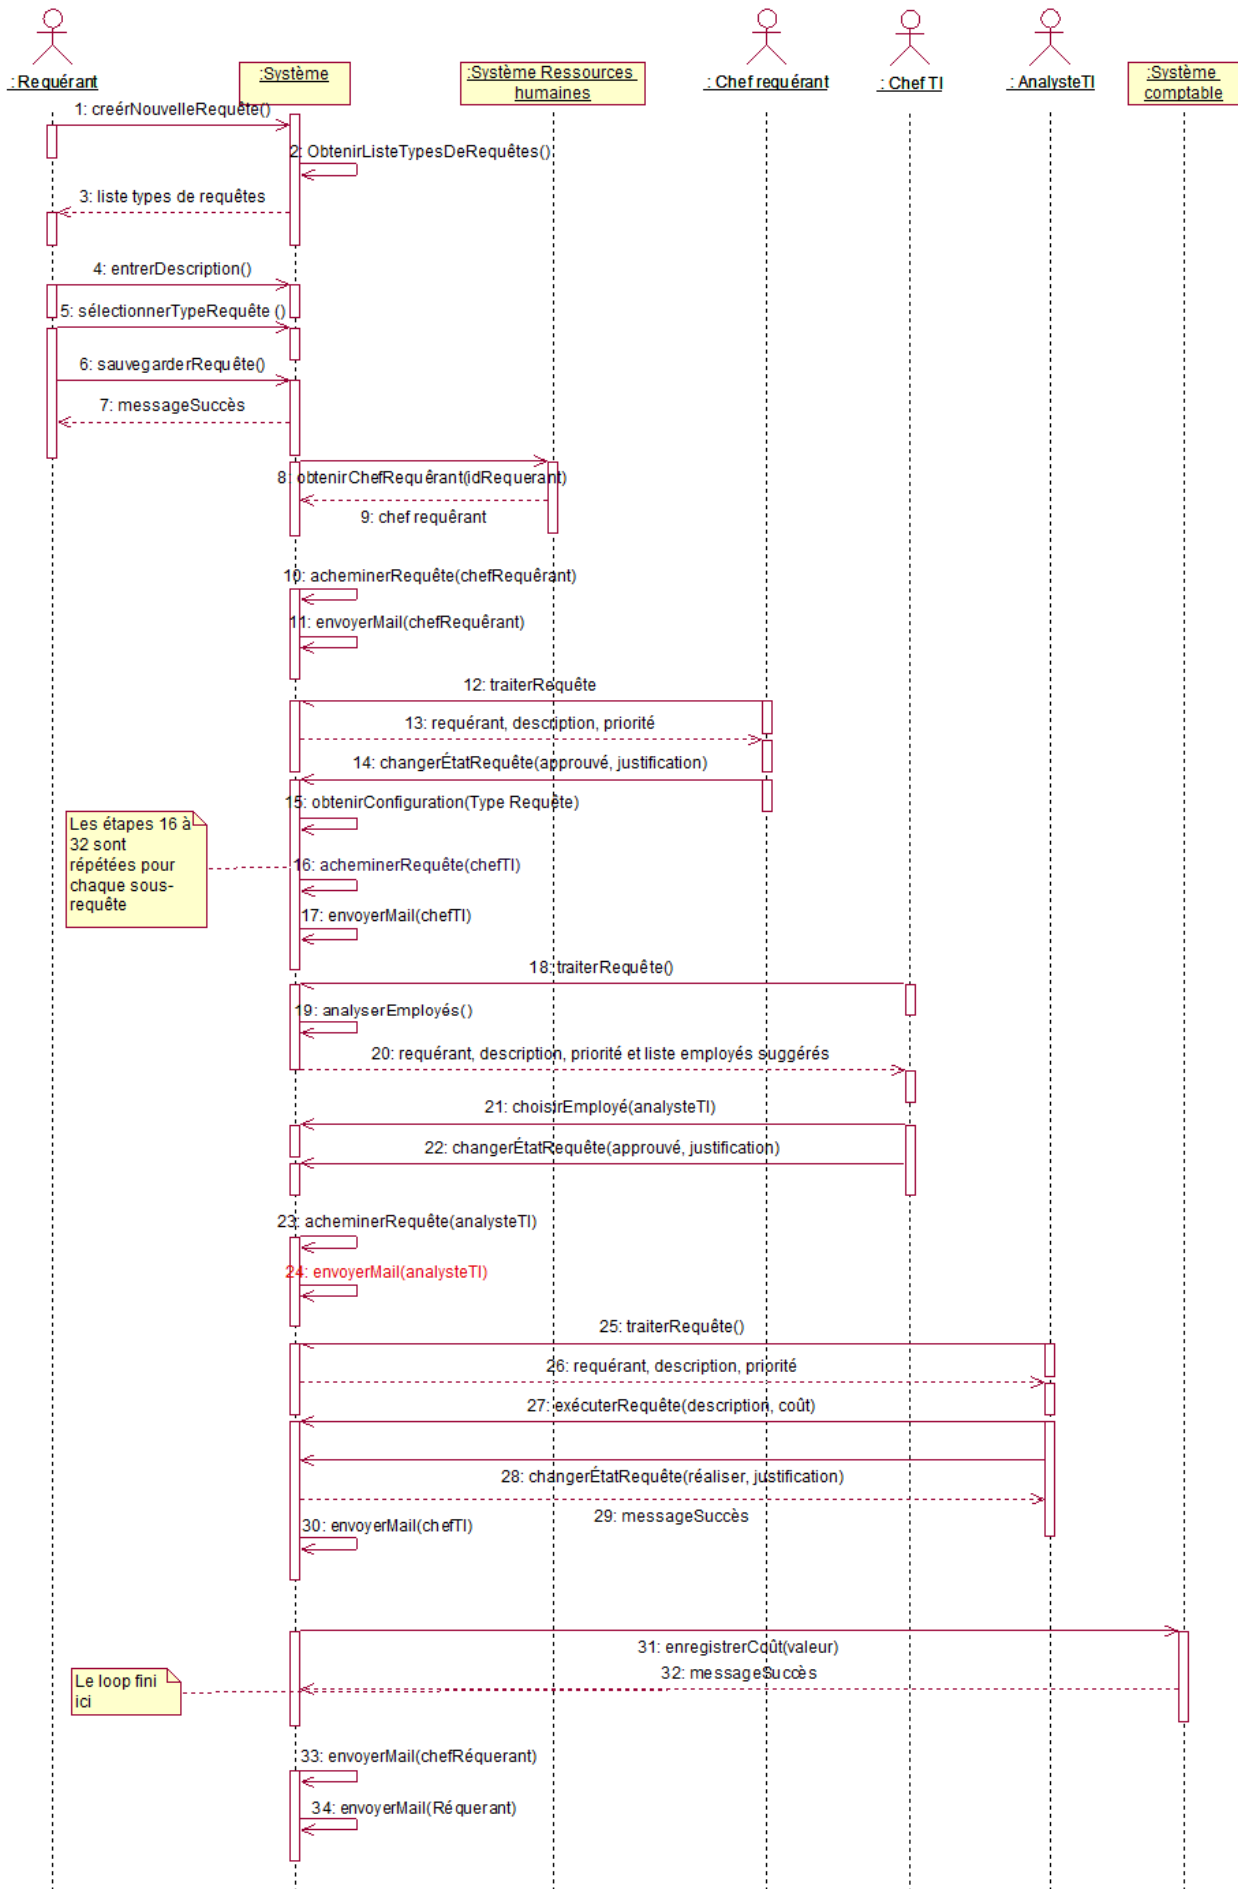 : Requérant
:Système
:Système Ressources
humaines
: Chef requérant
: Chef TI
: AnalysteTI
:Système
comptable
1: creérNouvelleRequête()
2: ObtenirListeTypesDeRequêtes()
3: liste types de requêtes
4: entrerDescription()
5: sélectionnerTypeRequête ()
6: sauvegarderRequête()
7: messageSuccès
8: obtenirChefRequêrant(idRequerant)
9: chef requêrant
10: acheminerRequête(chefRequêrant)
11: envoyerMail(chefRequêrant)
12: traiterRequête
13: requérant, description, priorité
14: changerÉtatRequête(approuvé, justification)
15: obtenirConfiguration(Type Requête)
Les étapes 16 à
32 sont
répétées pour
chaque sous-
requête
16: acheminerRequête(chefTI)
17: envoyerMail(chefTI)
18: traiterRequête()
19: analyserEmployés()
20: requérant, description, priorité et liste employés suggérés
21: choisirEmployé(analysteTI)
22: changerÉtatRequête(approuvé, justification)
23: acheminerRequête(analysteTI)
24: envoyerMail(analysteTI)
25: traiterRequête()
26: requérant, description, priorité
27: exécuterRequête(description, coût)
28: changerÉtatRequête(réaliser, justification)
29: messageSuccès
30: envoyerMail(chefTI)
31: enregistrerCoût(valeur)
32: messageSuccès
Le loop fini
ici
33: envoyerMail(chefRéquerant)
34: envoyerMail(Réquerant)